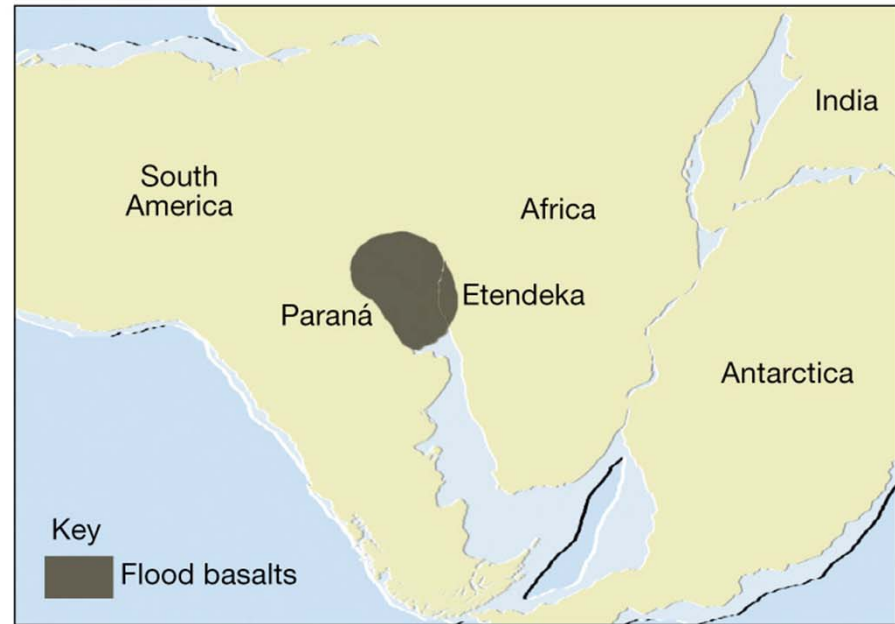 India
South
America
Africa
Etendeka
Paraná
Antarctica
Key
Flood basalts